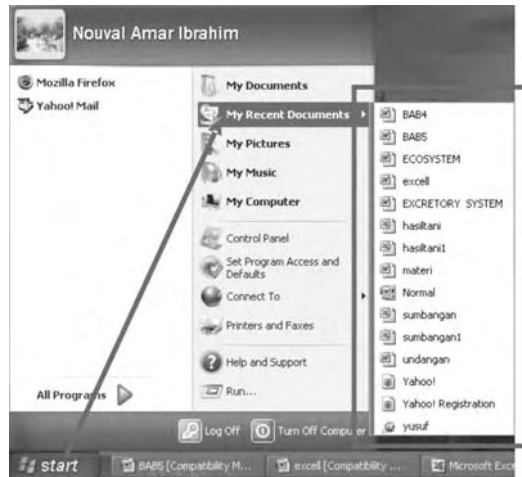 Nouval Amar Ibrahim
Mozilla Firefox
Yahoo! Mail
All Programs
My Documents
My Recent Documents
My Pictures
My Music
My Computer
Control Panel
Set Program Access and
Defaults
Connect To
Printers and Faxes
Help and Support
Run...
BAB4
BAB5
ECOSYSTEM
excell
EXCRETORY SYSTEM
hasiltani
hasiltani1
materi
Normal
sumbangan
sumbangan1
undangan
Yahoo!
Yahoo! Registration
yusuf
Log Off
Turn Off Computer
start
BAB5 [Compatibility M...
excell [Compatibility ...
Microsoft Exce